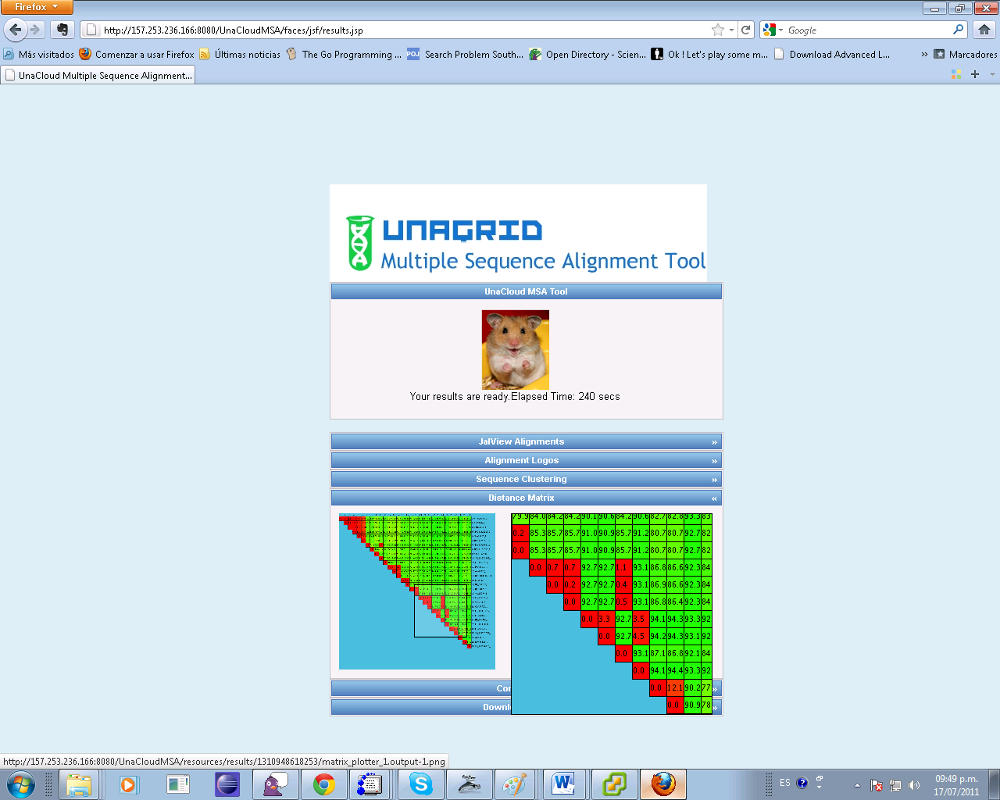 Firefox
http://157.253.236.166:8080/UnaCloudMSA/faces/jsf/results.jsp
Google
Más visitados Comenzar a usar Firefox Últimas noticias The Go Programming ... POJ Search Problem South... Open Directory - Scien... Ok ! Let's play some m... Download Advanced L... » Marcadores
UnaCloud Multiple Sequence Alignment...
UNAGRID
Multiple Sequence Alignment Tool
UnaCloud MSA Tool
Your results are ready.Elapsed Time: 240 secs
JalView Alignments »
Alignment Logos »
Sequence Clustering »
Distance Matrix «
79.9 84.0 84.2 84.2 90.1 90.6 84.2 90.6 82.7 82.8 93.3 83
0.2 85.3 85.7 85.7 91.0 90.9 85.7 91.2 80.7 80.7 92.7 82
0.0 85.3 85.7 85.7 91.0 90.9 85.7 91.2 80.7 80.7 92.7 82
0.0 0.7 0.7 92.7 92.7 1.1 93.1 86.8 86.6 92.3 84
0.0 0.2 92.7 92.7 0.4 93.1 86.9 86.6 92.3 84
0.0 92.7 92.7 0.5 93.1 86.8 86.4 92.3 84
0.0 3.3 92.7 3.5 94.1 94.3 93.3 92
0.0 92.7 4.5 94.2 94.3 93.1 92
0.0 93.1 87.1 86.8 92.1 84
0.0 94.1 94.4 93.3 92
0.0 12.1 90.2 77
0.0 90.9 78
Co »
Downl »
http://157.253.236.166:8080/UnaCloudMSA/resources/results/1310948618253/matrix_plotter_1.output-1.png
ES
09:49 p.m.
17/07/2011